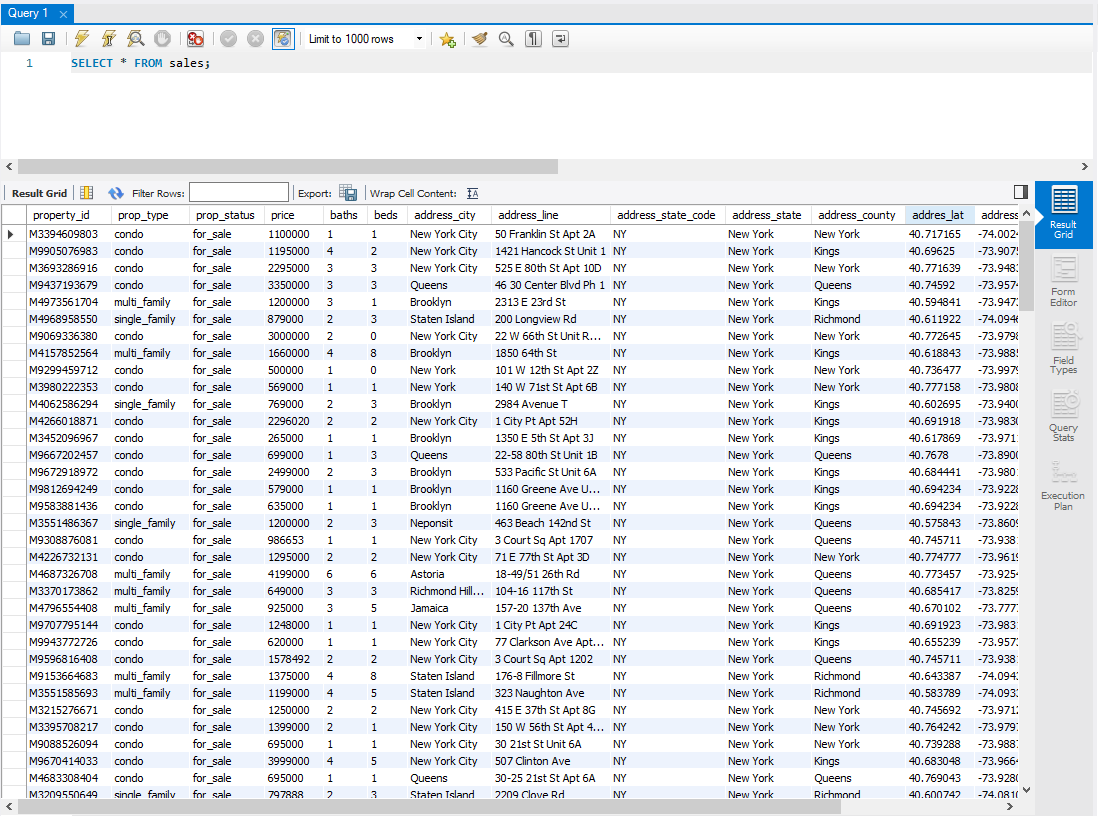 Query 1
Limit to 1000 rows
1 SELECT * FROM sales;
Result Grid Filter Rows: Export: Wrap Cell Content:
property_id prop_type prop_status price baths beds address_city address_line address_state_code address_state address_county addres_lat address
M3394609803 condo for_sale 1100000 1 1 New York City 50 Franklin St Apt 2A NY New York New York 40.717165 -74.0024
M9905076983 condo for_sale 1195000 4 2 New York City 1421 Hancock St Unit 1 NY New York Kings 40.69625 -73.9075
M3693286916 condo for_sale 2295000 3 3 New York City 525 E 80th St Apt 10D NY New York New York 40.771639 -73.9483
M9437193679 condo for_sale 3350000 3 3 Queens 46 30 Center Blvd Ph 1 NY New York Queens 40.74592 -73.9574
M4973561704 multi_family for_sale 1200000 3 1 Brooklyn 2313 E 23rd St NY New York Kings 40.594841 -73.9473
M4968958550 single_family for_sale 879000 2 3 Staten Island 200 Longview Rd NY New York Richmond 40.611922 -74.0946
M9069336380 condo for_sale 3000000 2 0 New York City 22 W 66th St Unit R... NY New York New York 40.772645 -73.9798
M4157852564 multi_family for_sale 1660000 4 8 Brooklyn 1850 64th St NY New York Kings 40.618843 -73.9885
M9299459712 condo for_sale 500000 1 0 New York 101 W 12th St Apt 2Z NY New York New York 40.736477 -73.9979
M3980222353 condo for_sale 569000 1 1 New York 140 W 71st St Apt 6B NY New York New York 40.777158 -73.9808
M4062586294 single_family for_sale 769000 2 3 Brooklyn 2984 Avenue T NY New York Kings 40.602695 -73.9400
M4266018871 condo for_sale 2296020 2 2 New York City 1 City Pt Apt 52H NY New York Kings 40.691918 -73.9830
M3452096967 condo for_sale 265000 1 1 Brooklyn 1350 E 5th St Apt 3J NY New York Kings 40.617869 -73.9711
M9667202457 condo for_sale 699000 1 3 Queens 22-58 80th St Unit 1B NY New York Queens 40.7678 -73.8900
M9672918972 condo for_sale 2499000 2 3 Brooklyn 533 Pacific St Unit 6A NY New York Kings 40.684441 -73.9801
M9812694249 condo for_sale 579000 1 1 Brooklyn 1160 Greene Ave U... NY New York Kings 40.694234 -73.9228
M9583881436 condo for_sale 635000 1 1 Brooklyn 1160 Greene Ave U... NY New York Kings 40.694234 -73.9228
M3551486367 single_family for_sale 1200000 2 3 Neponsit 463 Beach 142nd St NY New York Queens 40.575843 -73.8609
M9308876081 condo for_sale 986653 1 1 New York City 3 Court Sq Apt 1707 NY New York Queens 40.745711 -73.9381
M4226732131 condo for_sale 1295000 2 2 New York City 71 E 77th St Apt 3D NY New York New York 40.774777 -73.9619
M4687326708 multi_family for_sale 4199000 6 6 Astoria 18-49/51 26th Rd NY New York Queens 40.773457 -73.9254
M3370173862 multi_family for_sale 649000 3 3 Richmond Hill... 104-16 117th St NY New York Queens 40.685417 -73.8259
M4796554408 multi_family for_sale 925000 3 5 Jamaica 157-20 137th Ave NY New York Queens 40.670102 -73.7777
M9707795144 condo for_sale 1248000 1 1 New York City 1 City Pt Apt 24C NY New York Kings 40.691923 -73.9831
M9943772726 condo for_sale 620000 1 1 New York City 77 Clarkson Ave Apt... NY New York Kings 40.655239 -73.9573
M9596816408 condo for_sale 1578492 2 2 New York City 3 Court Sq Apt 1202 NY New York Queens 40.745711 -73.9381
M9153664683 multi_family for_sale 1375000 4 8 Staten Island 176-8 Fillmore St NY New York Richmond 40.643387 -74.0942
M3551585693 multi_family for_sale 1199000 4 5 Staten Island 323 Naughton Ave NY New York Richmond 40.583789 -74.0933
M3215276671 condo for_sale 1250000 2 2 New York City 415 E 37th St Apt 8G NY New York New York 40.745692 -73.9712
M3395708217 condo for_sale 1399000 2 1 New York City 150 W 56th St Apt 4... NY New York New York 40.764242 -73.9797
M9088526094 condo for_sale 695000 1 1 New York City 30 21st St Unit 6A NY New York New York 40.739288 -73.9887
M9670414033 condo for_sale 3999000 4 5 New York City 507 Clinton Ave NY New York Kings 40.683048 -73.9664
M4683308404 condo for_sale 695000 1 1 Queens 30-25 21st St Apt 6A NY New York Queens 40.769043 -73.9280
M3209550649 single_family for_sale 797888 2 3 Staten Island 2209 Clove Rd NY New York Richmond 40.600742 -74.0810
Result
Grid
Form
Editor
Field
Types
Query
Stats
Execution
Plan